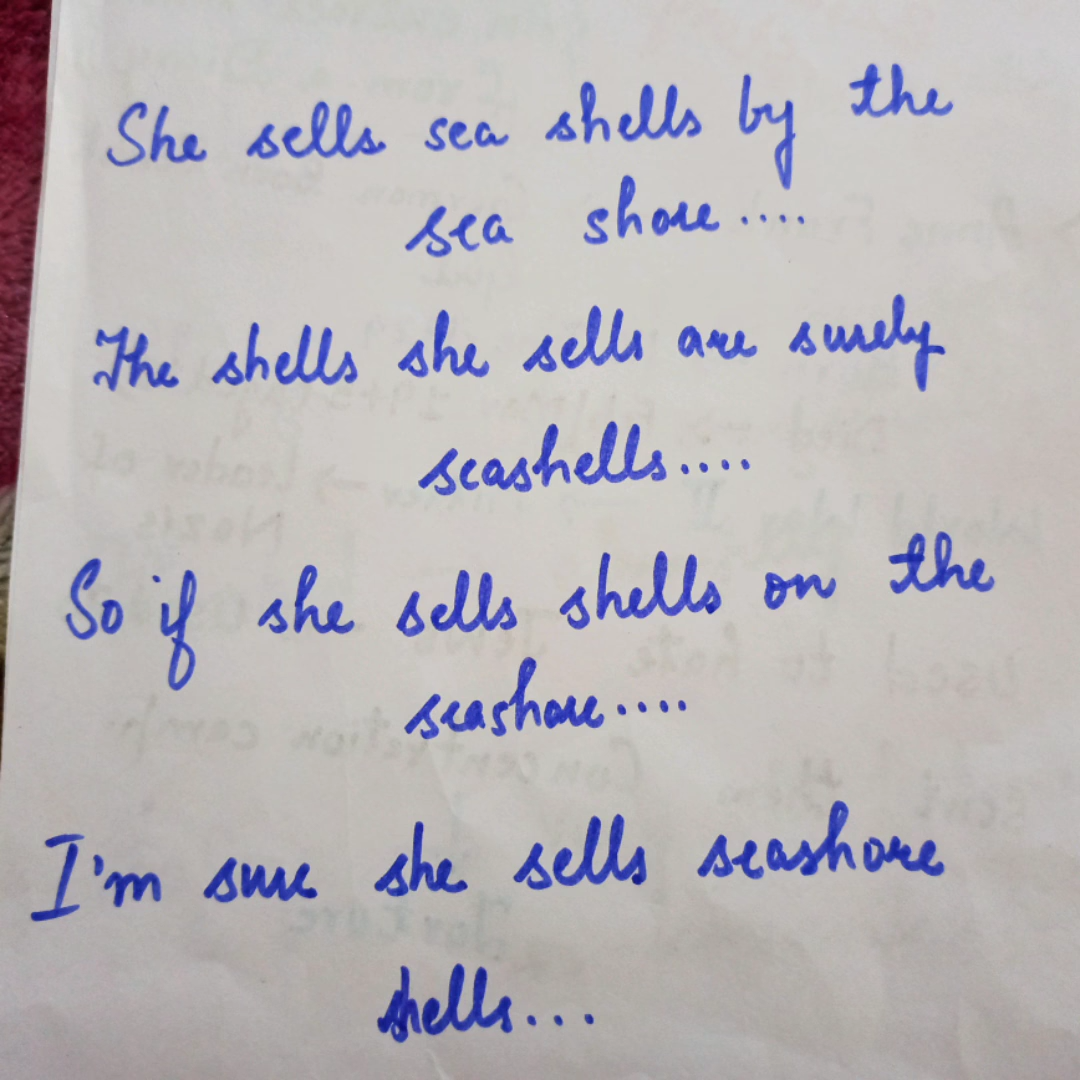 She sells sea shells by the
sea shore....
The shells she sells are surely
seashells....
So if she sells shells on the
seashore....
I'm sure she sells seashore
shells...